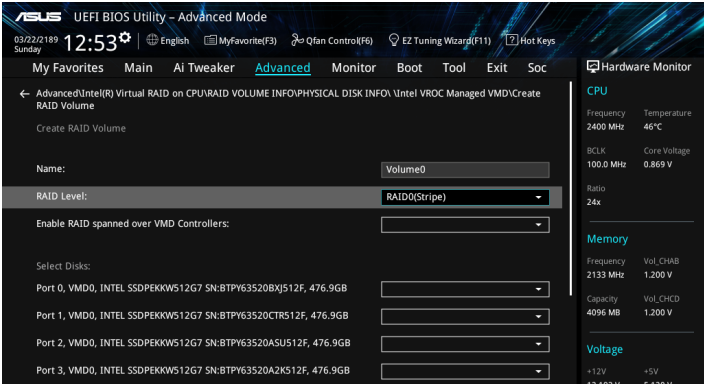 ASUS UEFI BIOS Utility – Advanced Mode
03/22/2189 Sunday 12:53 English MyFavorite(F3) Qfan Control(F6) EZ Tuning Wizard(F11) ? Hot Keys
My Favorites Main Ai Tweaker Advanced Monitor Boot Tool Exit Soc
Advanced\Intel(R) Virtual RAID on CPU\RAID VOLUME INFO\PHYSICAL DISK INFO\ \Intel VROC Managed VMD\Create
RAID Volume
Create RAID Volume
Name: Volume0
RAID Level: RAID0(Stripe)
Enable RAID spanned over VMD Controllers:
Select Disks:
Port 0, VMD0, INTEL SSDPEKKW512G7 SN:BTPY63520BXJ512F, 476.9GB
Port 1, VMD0, INTEL SSDPEKKW512G7 SN:BTPY63520CTR512F, 476.9GB
Port 2, VMD0, INTEL SSDPEKKW512G7 SN:BTPY63520ASU512F, 476.9GB
Port 3, VMD0, INTEL SSDPEKKW512G7 SN:BTPY63520A2K512F, 476.9GB
Hardware Monitor
CPU
Frequency Temperature
2400 MHz 46°C
BCLK Core Voltage
100.0 MHz 0.869 V
Ratio
24x
Memory
Frequency Vol_CHAB
2133 MHz 1.200 V
Capacity Vol_CHCD
4096 MB 1.200 V
Voltage
+12V +5V